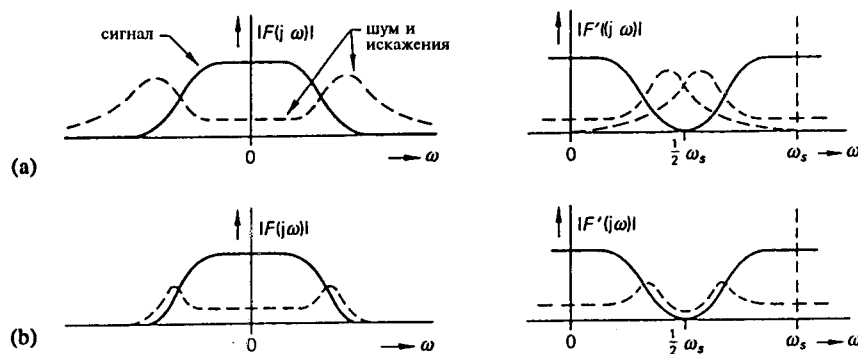 сигнал
|F(j ω)|
шум и
искажения
|F'(j ω)|
0
ω
0
½ ωs
ωs
ω
(a)
|F(jω)|
|F'(jω)|
0
ω
0
½ ωs
ωs
ω
(b)